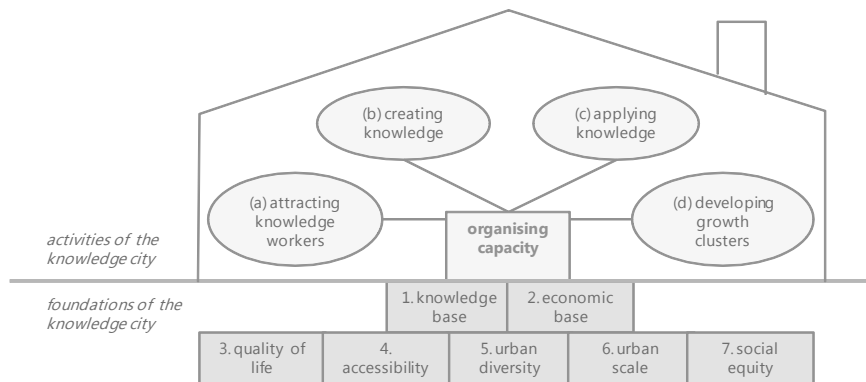 (b) creating
knowledge
(c) applying
knowledge
(a) attracting
knowledge
workers
organising
capacity
(d) developing
growth
clusters
activities of the
knowledge city
foundations of the
knowledge city
1. knowledge
base
2. economic
base
3. quality of
life
4.
accessibility
5. urban
diversity
6. urban
scale
7. social
equity